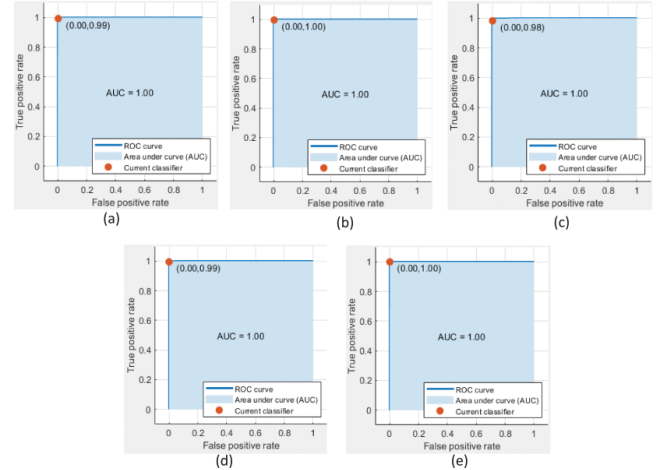 True positive rate
1
0.8
0.6
0.4
0.2
0
(0.00,0.99)
AUC = 1.00
ROC curve
Area under curve (AUC)
Current classifier
0 0.2 0.4 0.6 0.8 1
False positive rate
(a)
True positive rate
1
0.8
0.6
0.4
0.2
0
(0.00,1.00)
AUC = 1.00
ROC curve
Area under curve (AUC)
Current classifier
0 0.2 0.4 0.6 0.8 1
False positive rate
(b)
True positive rate
1
0.8
0.6
0.4
0.2
0
(0.00,0.98)
AUC = 1.00
ROC curve
Area under curve (AUC)
Current classifier
0 0.2 0.4 0.6 0.8 1
False positive rate
(c)
True positive rate
1
0.8
0.6
0.4
0.2
0
(0.00,0.99)
AUC = 1.00
ROC curve
Area under curve (AUC)
Current classifier
0 0.2 0.4 0.6 0.8 1
False positive rate
(d)
True positive rate
1
0.8
0.6
0.4
0.2
0
(0.00,1.00)
AUC = 1.00
ROC curve
Area under curve (AUC)
Current classifier
0 0.2 0.4 0.6 0.8 1
False positive rate
(e)